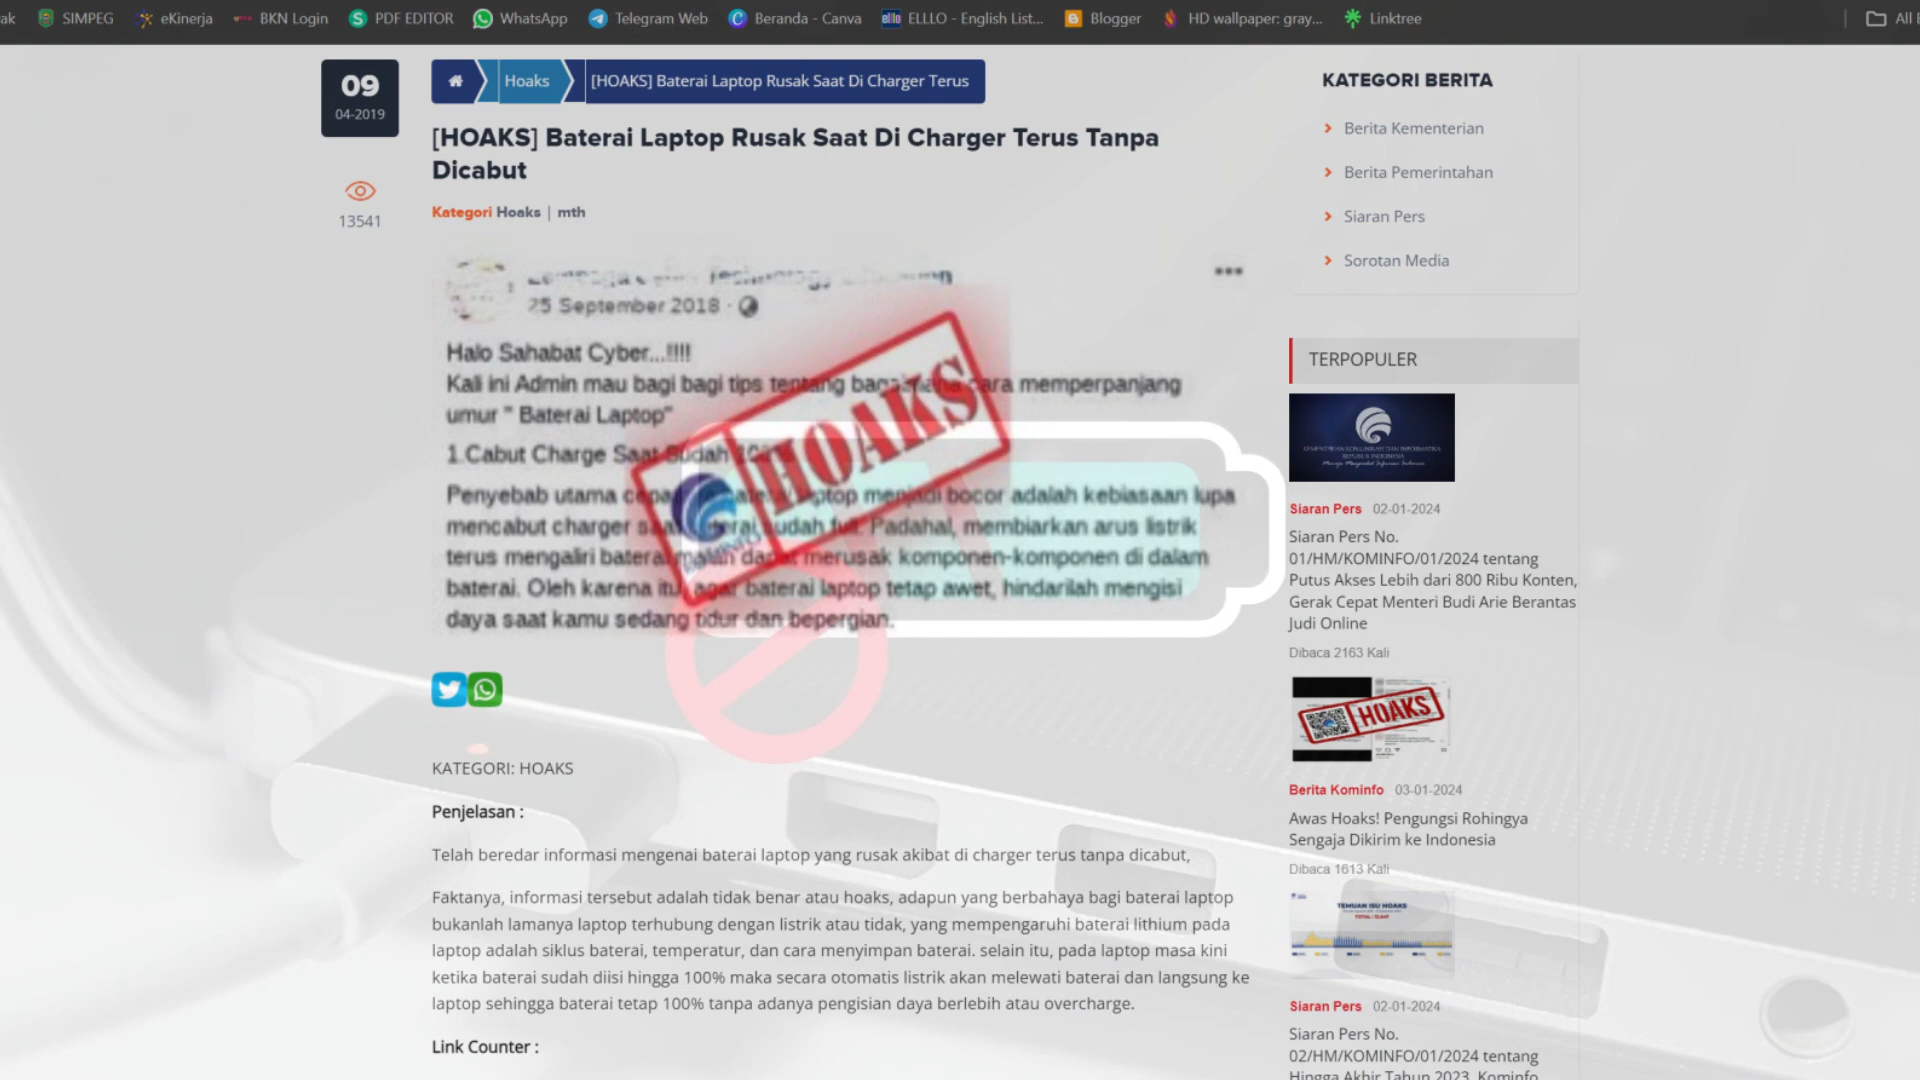 SIMPEG
eKinerja
BKN Login
PDF EDITOR
WhatsApp
Telegram Web
Beranda - Canva
ELLLO - English List...
Blogger
HD wallpaper: gray,...
Linktree
09
04-2019
13541
Hoaks
[HOAKS] Baterai Laptop Rusak Saat Di Charger Terus
[HOAKS] Baterai Laptop Rusak Saat Di Charger Terus Tanpa
Dicabut
Kategori Hoaks | mth
25 September 2018
Halo Sahabat Cyber...!!!!
Kali ini Admin mau bagi bagi tips tentang bagaimana cara memperpanjang
umur " Baterai Laptop"
1.Cabut Charge Saat Sudah
Penyebab utama baterai laptop menjadi bocor adalah kebiasaan lupa
mencabut charger saat baterai sudah full. Padahal, membiarkan arus listrik
terus mengaliri baterai malah dapat merusak komponen-komponen di dalam
baterai. Oleh karena itu, agar baterai laptop tetap awet, hindarilah mengisi
daya saat kamu sedang tidur dan bepergian.
HOAKS
KATEGORI: HOAKS
Penjelasan :
Telah beredar informasi mengenai baterai laptop yang rusak akibat di charger terus tanpa dicabut,
Faktanya, informasi tersebut adalah tidak benar atau hoaks, adapun yang berbahaya bagi baterai laptop
bukanlah lamanya laptop terhubung dengan listrik atau tidak, yang mempengaruhi baterai lithium pada
laptop adalah siklus baterai, temperatur, dan cara menyimpan baterai. selain itu, pada laptop masa kini
ketika baterai sudah diisi hingga 100% maka secara otomatis listrik akan melewati baterai dan langsung ke
laptop sehingga baterai tetap 100% tanpa adanya pengisian daya berlebih atau overcharge.
Link Counter :
KATEGORI BERITA
Berita Kementerian
Berita Pemerintahan
Siaran Pers
Sorotan Media
TERPOPULER
KEMENTERIAN KOMUNIKASI DAN INFORMATIKA
REPUBLIK INDONESIA
Siaran Pers 02-01-2024
Siaran Pers No.
01/HM/KOMINFO/01/2024 tentang
Putus Akses Lebih dari 800 Ribu Konten,
Gerak Cepat Menteri Budi Arie Berantas
Judi Online
Dibaca 2163 Kali
HOAKS
Berita Kominfo 03-01-2024
Awas Hoaks! Pengungsi Rohingya
Sengaja Dikirim ke Indonesia
Dibaca 1613 Kali
TEMUAN ISU HOAKS
Siaran Pers 02-01-2024
Siaran Pers No.
02/HM/KOMINFO/01/2024 tentang
Hingga Akhir Tahun 2023, Kominfo